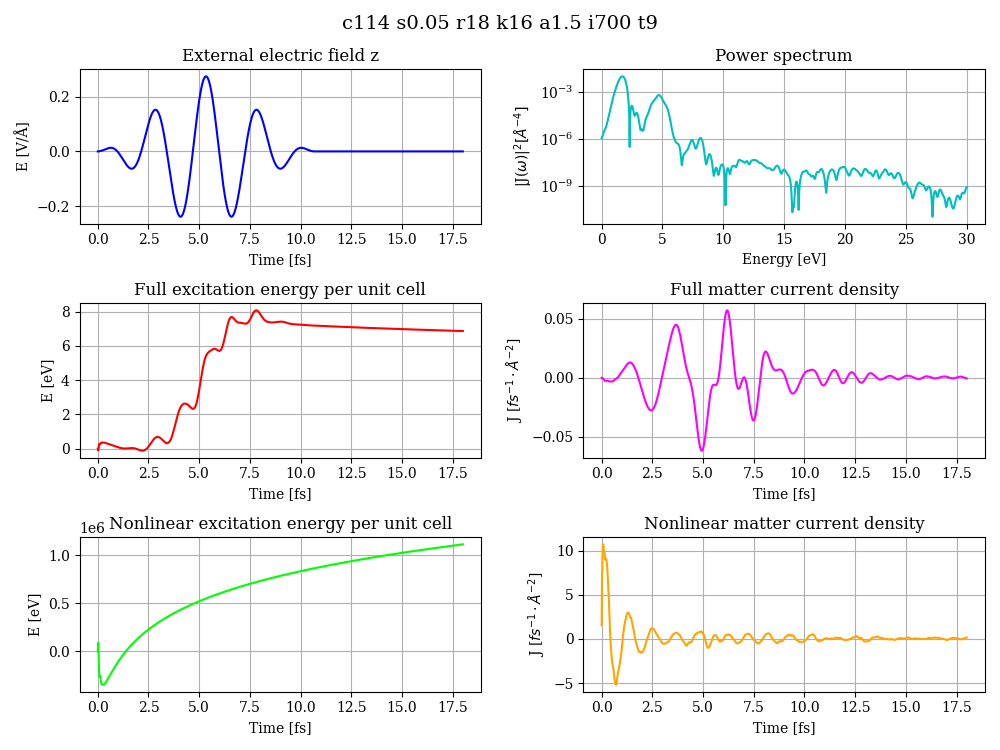 c114 s0.05 r18 k16 a1.5 i700 t9
External electric field z
E [V/Å]
0.2
0.0
−0.2
0.0 2.5 5.0 7.5 10.0 12.5 15.0 17.5
Time [fs]
Power spectrum
|J(ω)|²[Å⁻⁴]
10⁻³
10⁻⁶
10⁻⁹
0 5 10 15 20 25 30
Energy [eV]
Full excitation energy per unit cell
E [eV]
8
6
4
2
0
0.0 2.5 5.0 7.5 10.0 12.5 15.0 17.5
Time [fs]
Full matter current density
J [fs⁻¹ · Å⁻²]
0.05
0.00
−0.05
0.0 2.5 5.0 7.5 10.0 12.5 15.0 17.5
Time [fs]
1e6 Nonlinear excitation energy per unit cell
E [eV]
1.0
0.5
0.0
0.0 2.5 5.0 7.5 10.0 12.5 15.0 17.5
Time [fs]
Nonlinear matter current density
J [fs⁻¹ · Å⁻²]
10
5
0
−5
0.0 2.5 5.0 7.5 10.0 12.5 15.0 17.5
Time [fs]